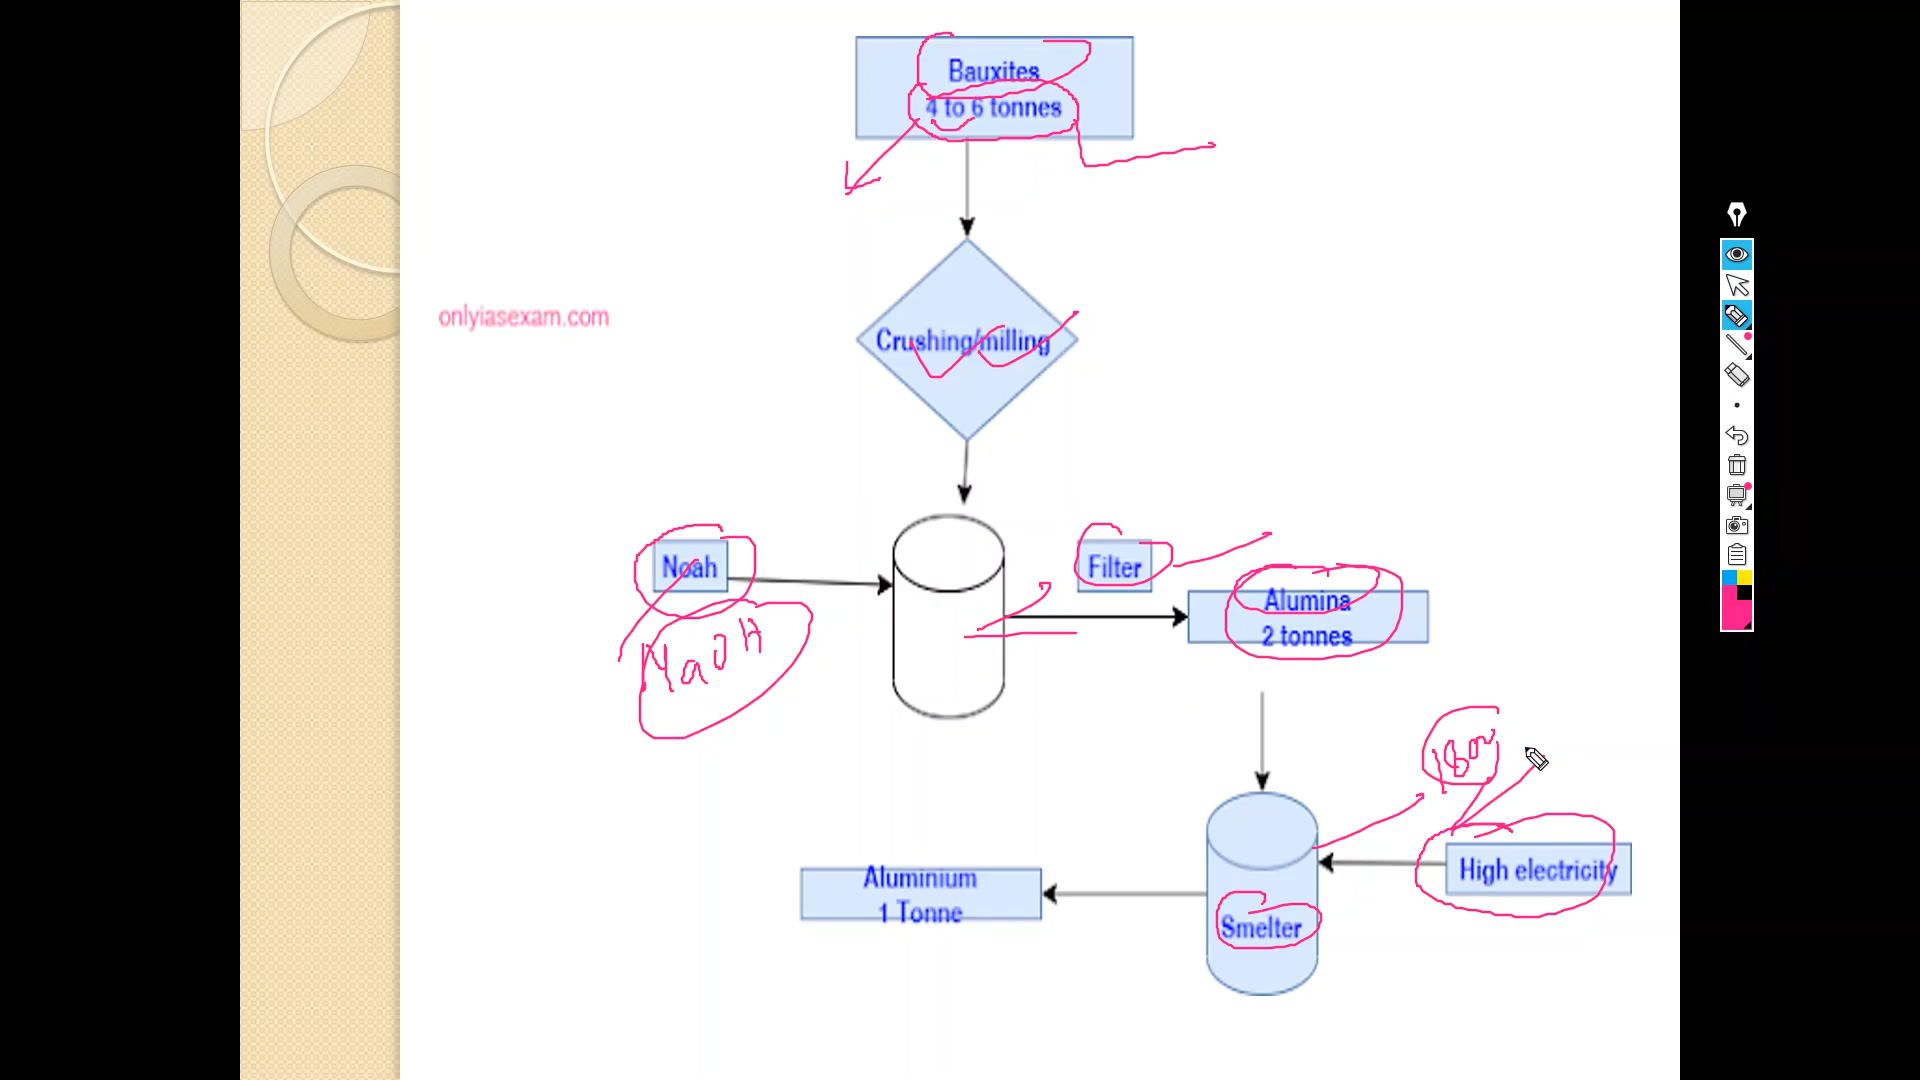 Bauxites
4 to 6 tonnes
onlyiasexam.com
Crushing/milling
Noah
Filter
Alumina
2 tonnes
NaOH
High electricity
Aluminium
1 Tonne
Smelter